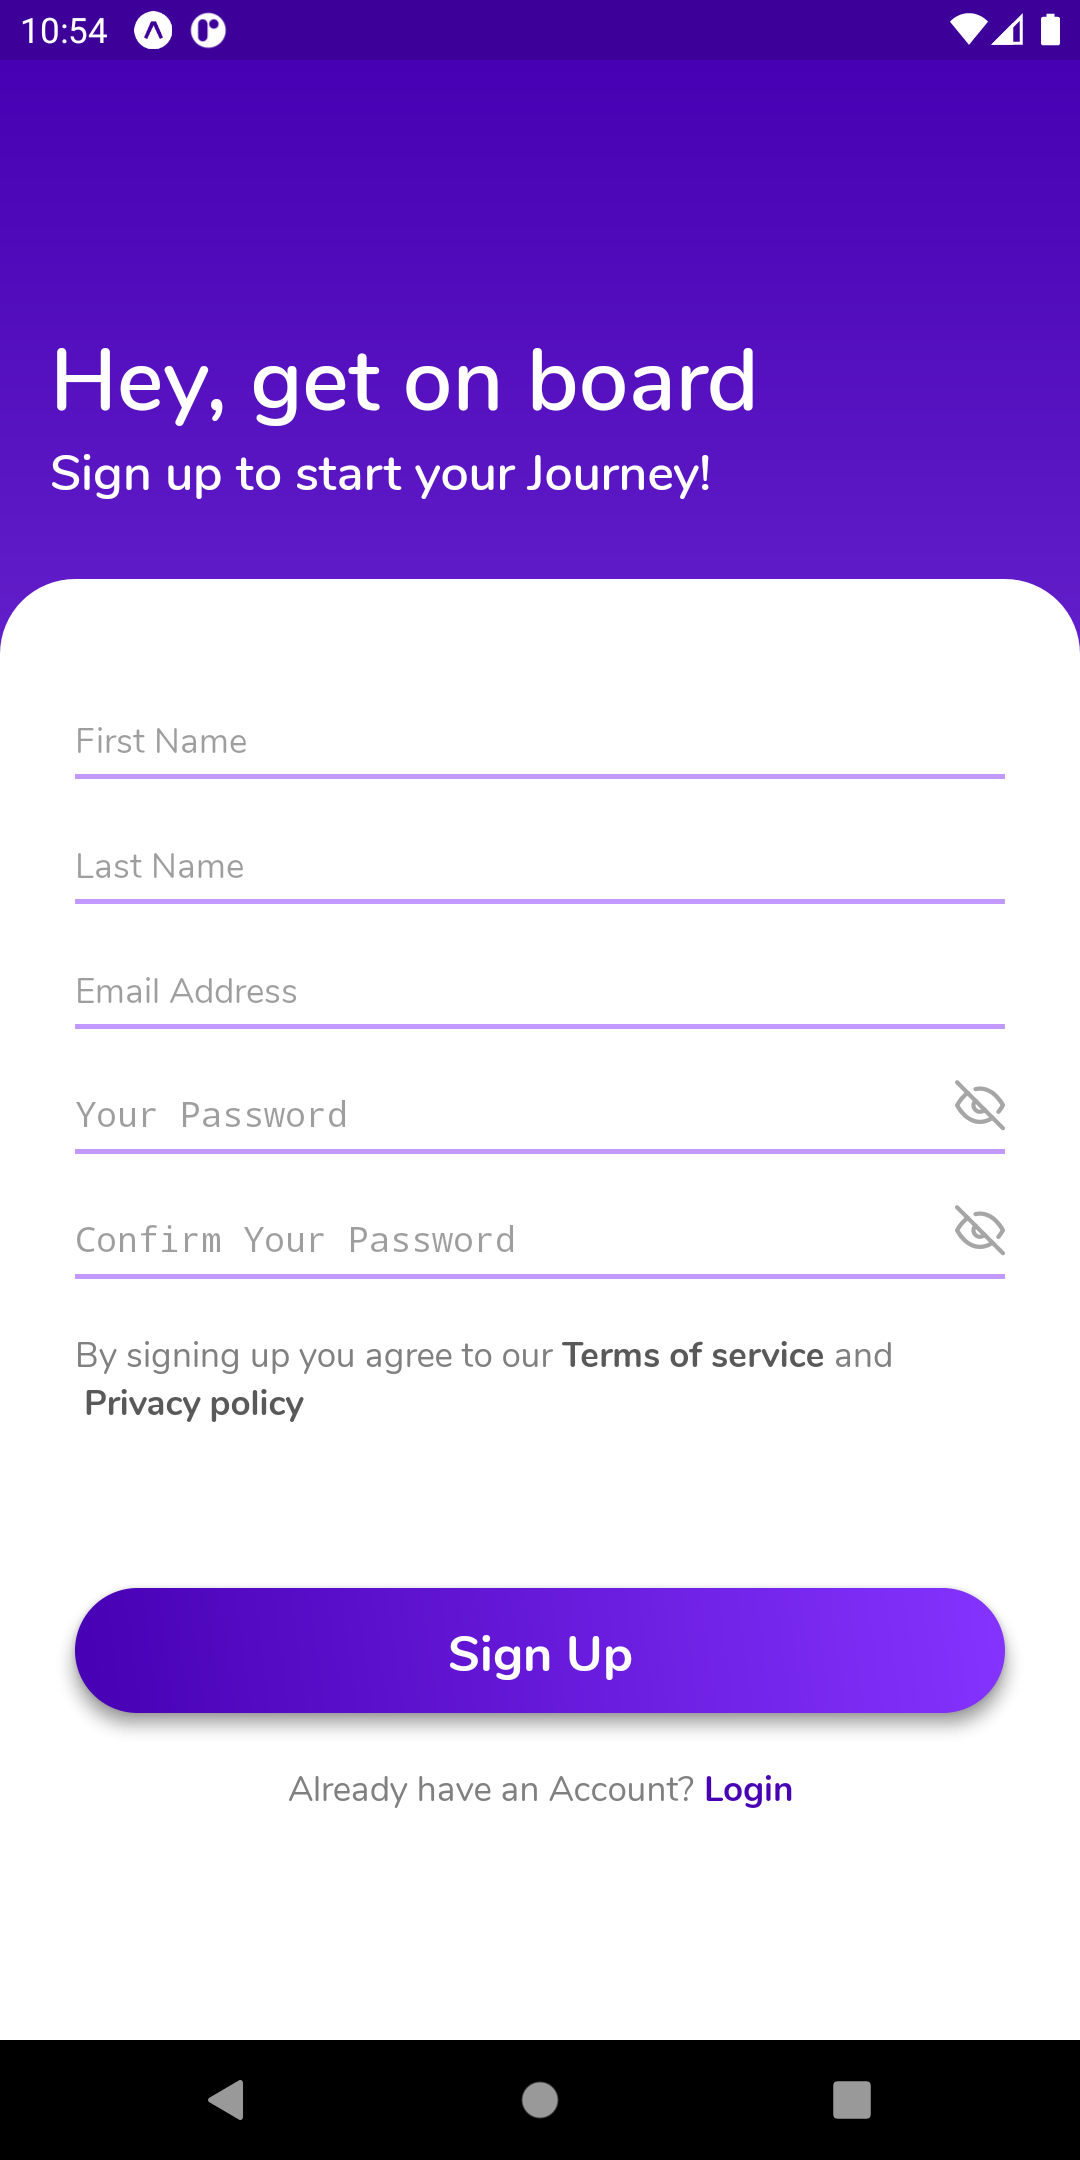 10:54
Hey, get on board
Sign up to start your Journey!
First Name
Last Name
Email Address
Your Password
Confirm Your Password
By signing up you agree to our Terms of service and
Privacy policy
Sign Up
Already have an Account? Login